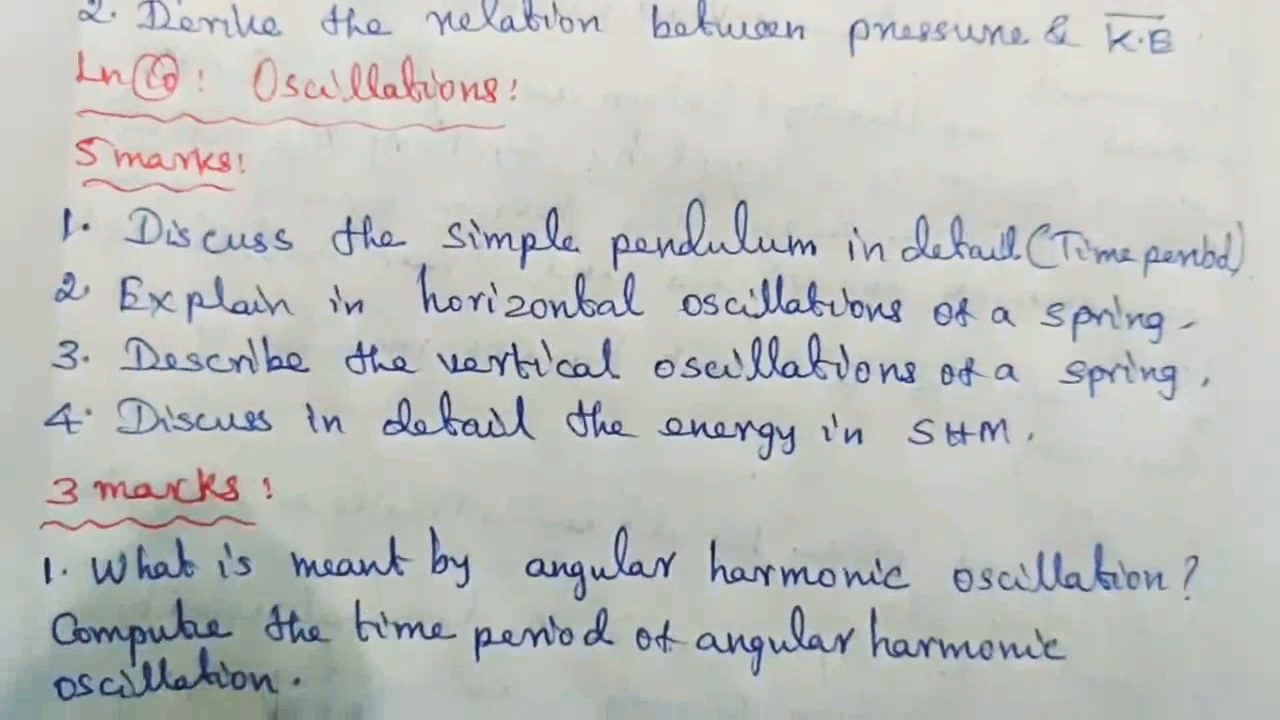 2. Derive the relation between pressure & K.E
Ln 10: Oscillations:
5 marks:
1. Discuss the simple pendulum in detail (Time period)
2. Explain in horizontal oscillations of a spring.
3. Describe the vertical oscillations of a spring.
4. Discuss in detail the energy in SHM.
3 marks:
1. What is meant by angular harmonic oscillation?
Compute the time period of angular harmonic
oscillation.